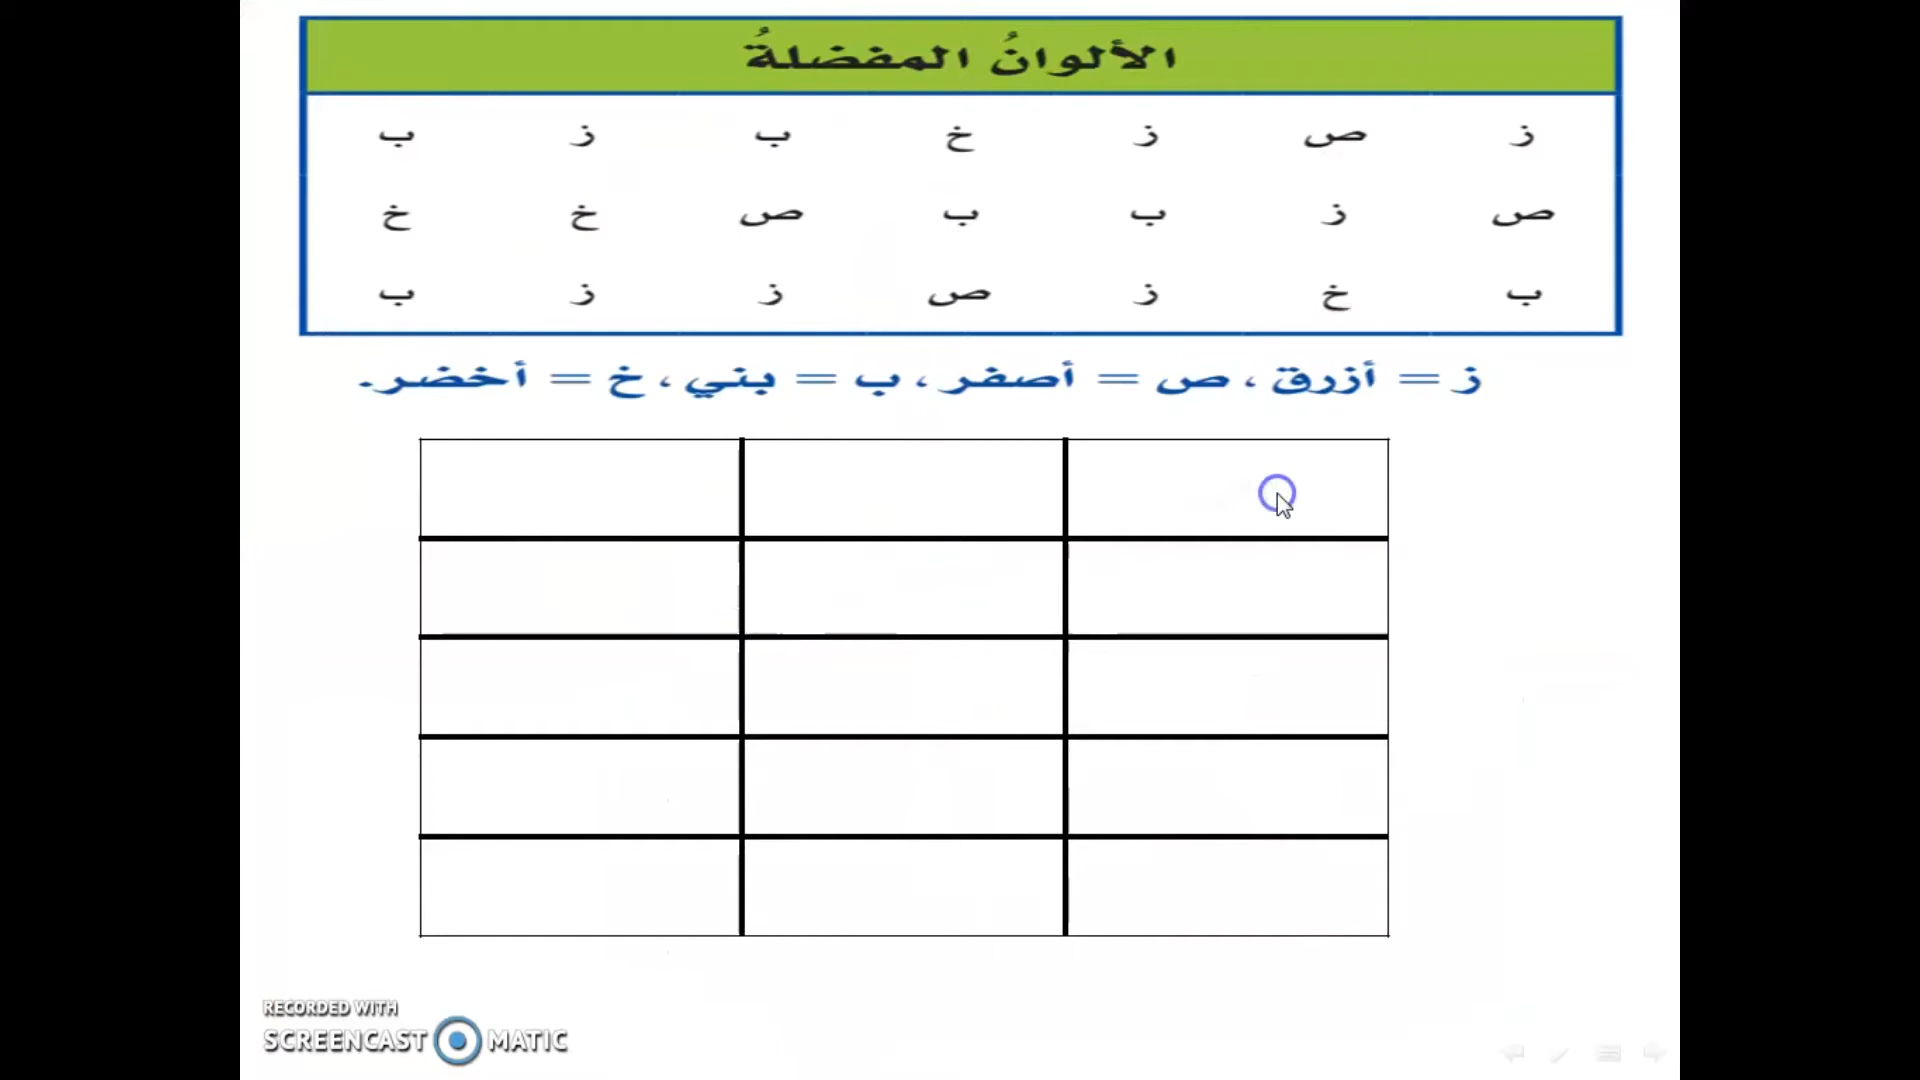 الألوانُ المفضلةُ
ز ص ز خ ب ز ب
ص ز ب ب ص خ خ
ب خ ز ص ز ز ب
ز = أزرق، ص = أصفر، ب = بني، خ = أخضر.
RECORDED WITH
SCREENCAST MATIC